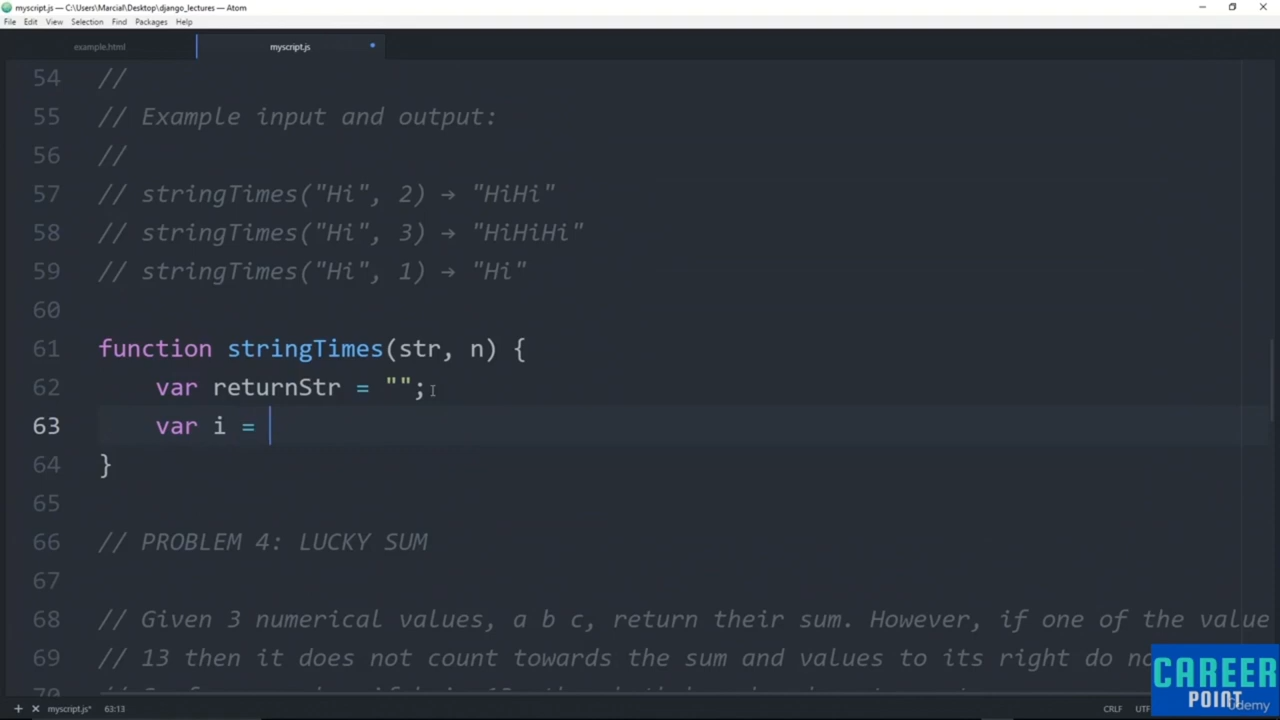 myscript.js — C:\Users\Marcial\Desktop\django_lectures — Atom
File Edit View Selection Find Packages Help
example.html myscript.js
54 //
55 // Example input and output:
56 //
57 // stringTimes("Hi", 2) → "HiHi"
58 // stringTimes("Hi", 3) → "HiHiHi"
59 // stringTimes("Hi", 1) → "Hi"
60
61 function stringTimes(str, n) {
62 var returnStr = "";
63 var i =
64 }
65
66 // PROBLEM 4: LUCKY SUM
67
68 // Given 3 numerical values, a b c, return their sum. However, if one of the value
69 // 13 then it does not count towards the sum and values to its right do
70
CAREER
POINT
Udemy
+ × myscript.js* 63:13 CRLF UTF